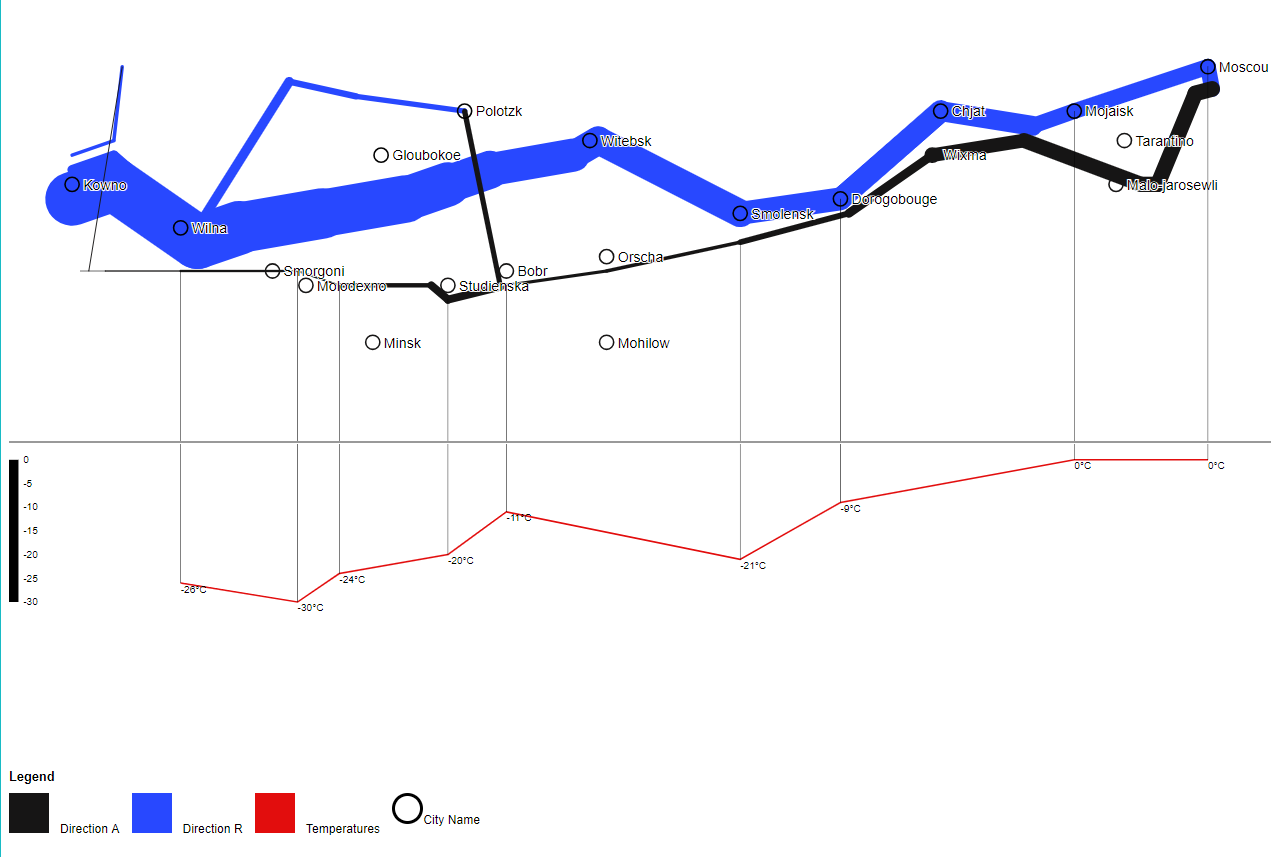 Moscou
Polotzk
Chjat
Mojaisk
Witebsk
Tarantino
Gloubokoe
Wixma
Kowno
Malo-jarosewli
Dorogobouge
Smolensk
Wilna
Orscha
Smorgoni
Bobr
Molodexno
Studienska
Minsk
Mohilow
0
-5
-10
-15
-20
-25
-30
0°C
0°C
-9°C
-11°C
-20°C
-21°C
-24°C
-26°C
-30°C
Legend
Direction A
Direction R
Temperatures
City Name